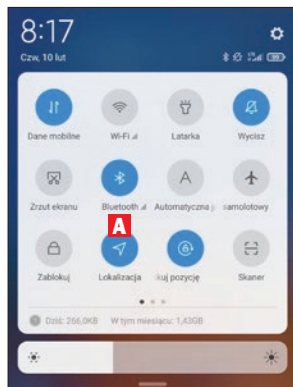 8:17
Czw, 10 lut
Dane mobilne Wi-Fi Latarka Wycisz
Zrzut ekranu Bluetooth Automatyczna j samolotowy
A
Zablokuj Lokalizacja kuj pozycję Skaner
Dziś: 266,0KB W tym miesiącu: 1,43GB